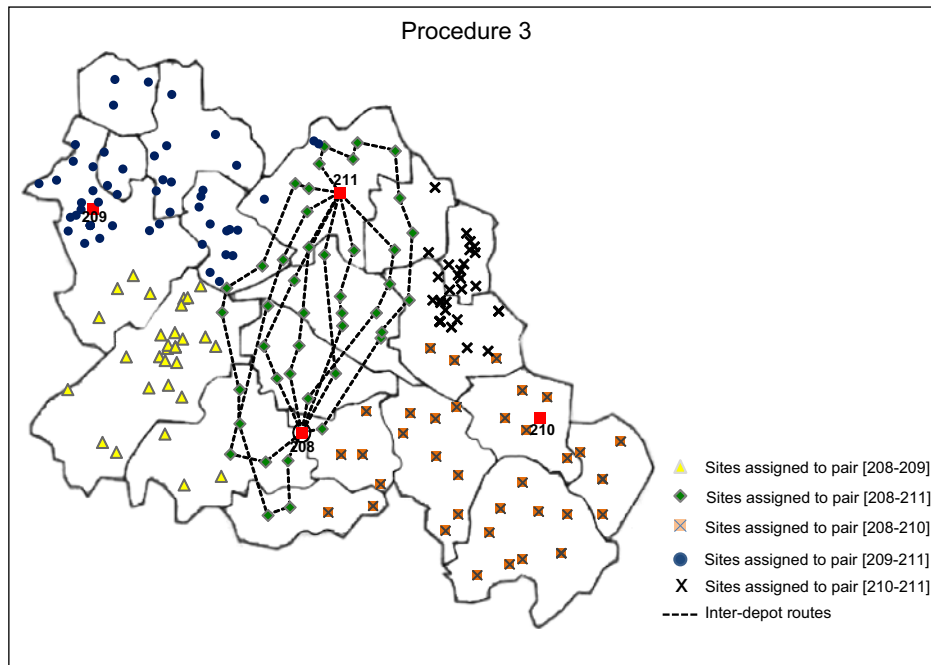 Procedure 3
211
209
208
210
Sites assigned to pair [208-209]
Sites assigned to pair [208-211]
Sites assigned to pair [208-210]
Sites assigned to pair [209-211]
Sites assigned to pair [210-211]
Inter-depot routes